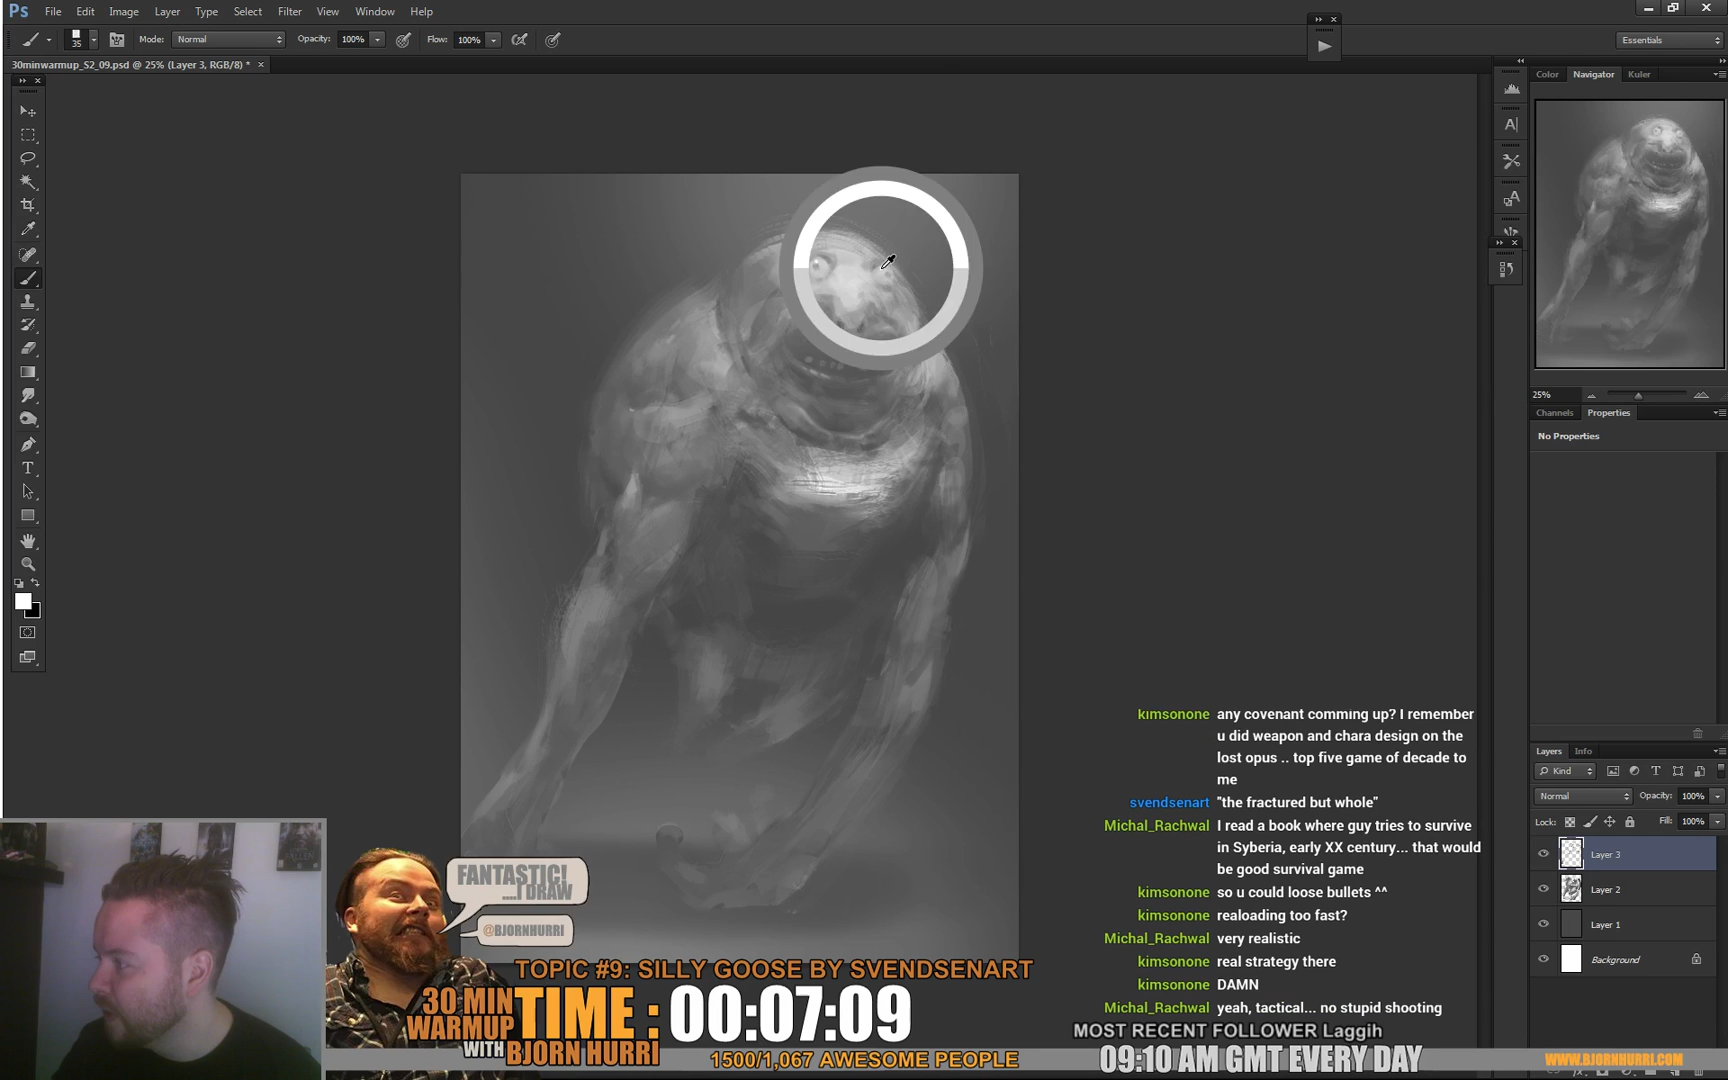 Ps File Edit Image Layer Type Select Filter View Window Help
35 Mode: Normal Opacity: 100% Flow: 100% Essentials
30minwarmup_S2_09.psd @ 25% (Layer 3, RGB/8) * ×
Color Navigator Kuler
25%
Channels Properties
No Properties
Layers Info
Kind
Normal Opacity: 100%
Lock: Fill: 100%
Layer 3
Layer 2
Layer 1
Background
kimsonone any covenant comming up? I remember
u did weapon and chara design on the
lost opus .. top five game of decade to
me
svendsenart "the fractured but whole"
Michal_Rachwal I read a book where guy tries to survive
in Syberia, early XX century... that would
be good survival game
kimsonone so u could loose bullets ^^
kimsonone realoading too fast?
Michal_Rachwal very realistic
kimsonone real strategy there
kimsonone DAMN
Michal_Rachwal yeah, tactical... no stupid shooting
FANTASTIC!
....I DRAW
@BJORNHURRI
TOPIC #9: SILLY GOOSE BY SVENDSENART
30 MIN
WARMUP
WITH BJORN HURRI
TIME : 00:07:09
1500/1,067 AWESOME PEOPLE
MOST RECENT FOLLOWER Laggih
09:10 AM GMT EVERY DAY
WWW.BJORNHURRI.COM